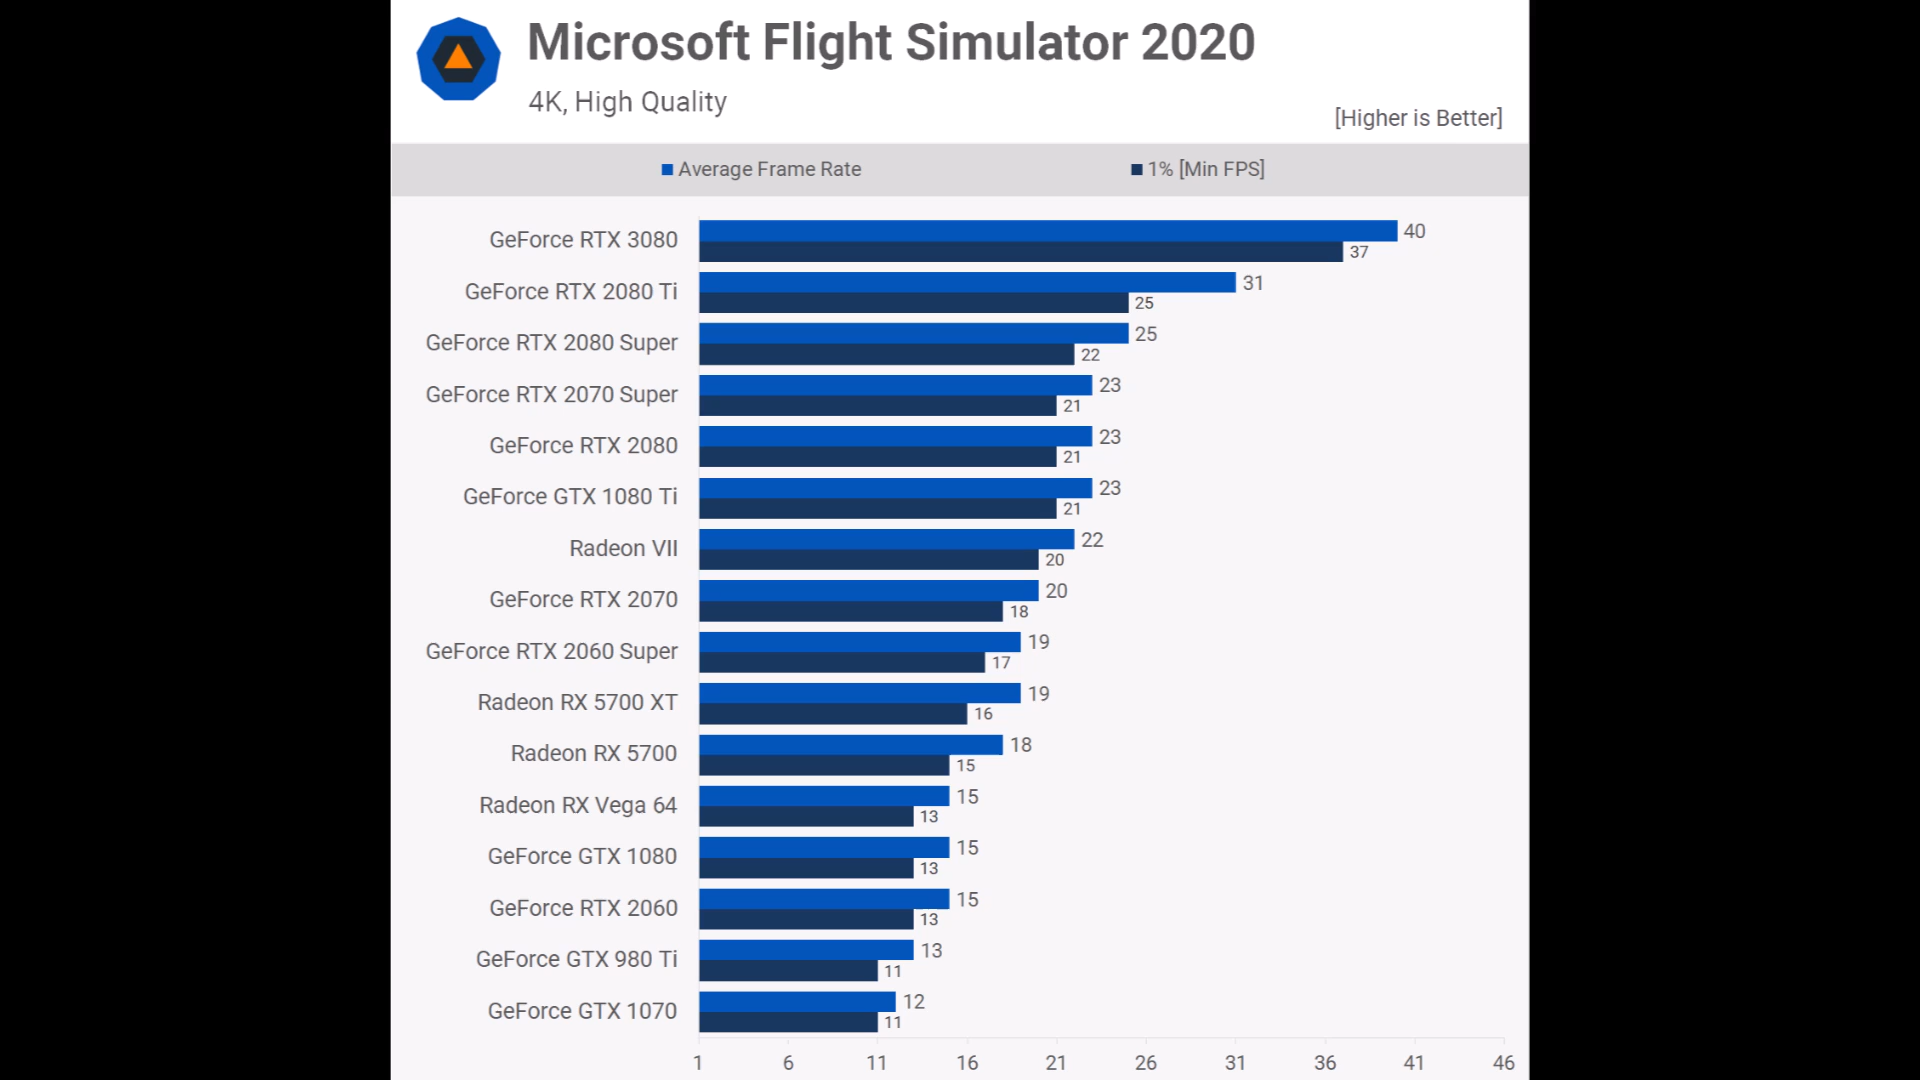 Microsoft Flight Simulator 2020
4K, High Quality
[Higher is Better]
Average Frame Rate 1% [Min FPS]
GeForce RTX 3080 40 37
GeForce RTX 2080 Ti 31 25
GeForce RTX 2080 Super 25 22
GeForce RTX 2070 Super 23 21
GeForce RTX 2080 23 21
GeForce GTX 1080 Ti 23 21
Radeon VII 22 20
GeForce RTX 2070 20 18
GeForce RTX 2060 Super 19 17
Radeon RX 5700 XT 19 16
Radeon RX 5700 18 15
Radeon RX Vega 64 15 13
GeForce GTX 1080 15 13
GeForce RTX 2060 15 13
GeForce GTX 980 Ti 13 11
GeForce GTX 1070 12 11
1 6 11 16 21 26 31 36 41 46